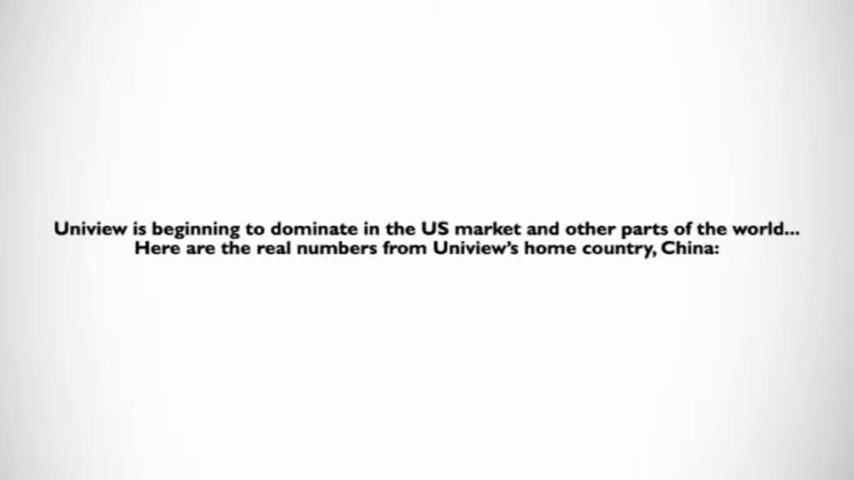 Uniview is beginning to dominate in the US market and other parts of the world...
Here are the real numbers from Uniview's home country, China: